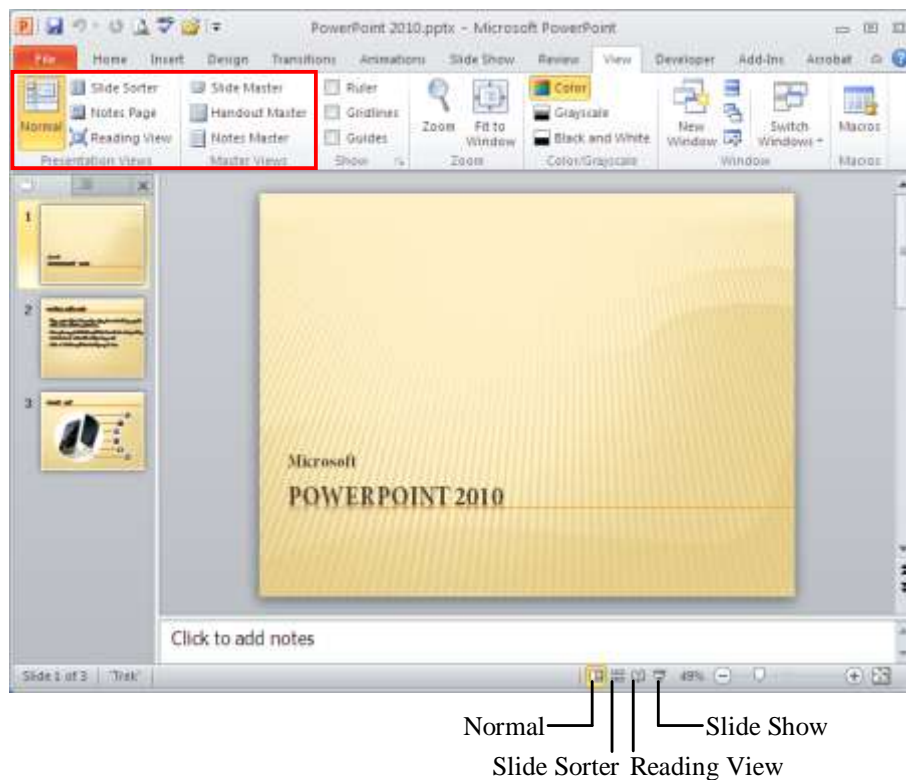 PowerPoint 2010.pptx - Microsoft PowerPoint
File Home Insert Design Transitions Animations Slide Show Review View Developer Add-Ins Acrobat
Normal
Slide Sorter
Notes Page
Reading View
Presentation Views
Slide Master
Handout Master
Notes Master
Master Views
Ruler
Gridlines
Guides
Show
Zoom
Fit to
Window
Zoom
Color
Grayscale
Black and White
Color/Grayscale
New
Window
Switch
Windows
Window
Macros
Macros
1
2
3
Microsoft
POWERPOINT 2010
Click to add notes
Slide 1 of 3 "Trek" 49%
Normal Slide Show
Slide Sorter Reading View